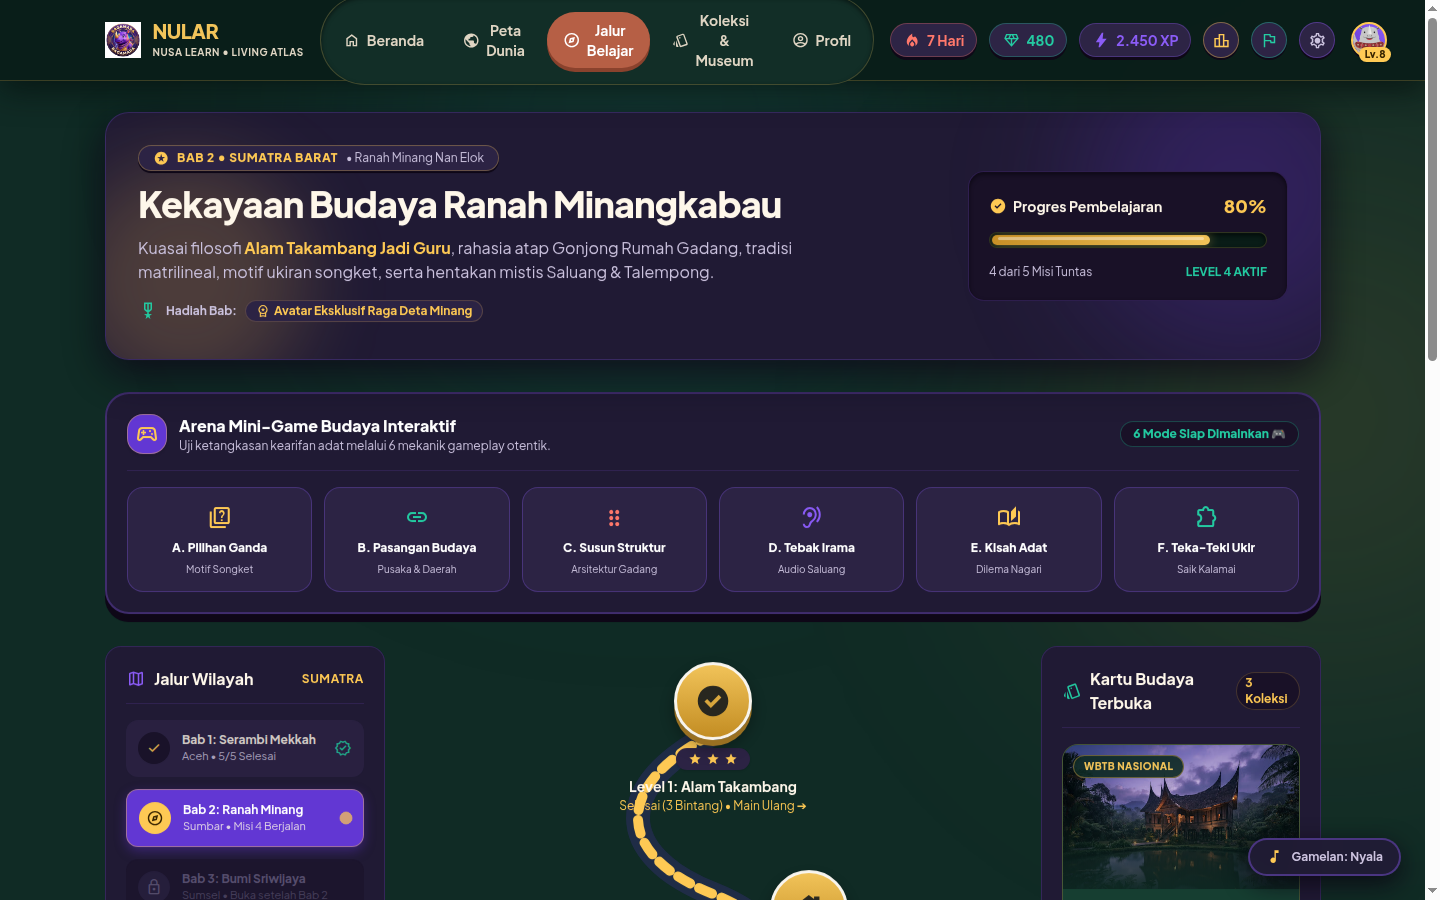 NULAR
NUSA LEARN • LIVING ATLAS
Beranda
Peta
Dunia
Jalur
Belajar
Koleksi
&
Museum
Profil
7 Hari
480
2.450 XP
Lv.8
BAB 2 • SUMATRA BARAT • Ranah Minang Nan Elok
Kekayaan Budaya Ranah Minangkabau
Kuasai filosofi Alam Takambang Jadi Guru, rahasia atap Gonjong Rumah Gadang, tradisi
matrilineal, motif ukiran songket, serta hentakan mistis Saluang & Talempong.
Hadiah Bab: Avatar Eksklusif Raga Deta Minang
Progres Pembelajaran 80%
4 dari 5 Misi Tuntas LEVEL 4 AKTIF
Arena Mini-Game Budaya Interaktif
Uji ketangkasan kearifan adat melalui 6 mekanik gameplay otentik.
6 Mode Siap Dimainkan 🎮
A. Pilihan Ganda
Motif Songket
B. Pasangan Budaya
Pusaka & Daerah
C. Susun Struktur
Arsitektur Gadang
D. Tebak Irama
Audio Saluang
E. Kisah Adat
Dilema Nagari
F. Teka-Teki Ukir
Saik Kalamai
Jalur Wilayah SUMATRA
Bab 1: Serambi Mekkah
Aceh • 5/5 Selesai
Bab 2: Ranah Minang
Sumbar • Misi 4 Berjalan
Bab 3: Bumi Sriwijaya
Sumsel • Buka setelah Bab 2
Level 1: Alam Takambang
Selesai (3 Bintang) • Main Ulang ➔
Kartu Budaya
Terbuka
3
Koleksi
WBTB NASIONAL
Gamelan: Nyala